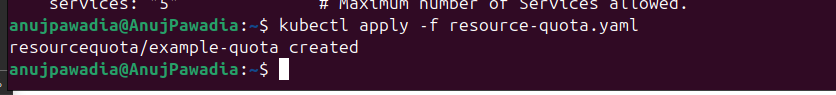 services: "5" # Maximum number of Services allowed.
anujpawadia@AnujPawadia:~$ kubectl apply -f resource-quota.yaml
resourcequota/example-quota created
anujpawadia@AnujPawadia:~$